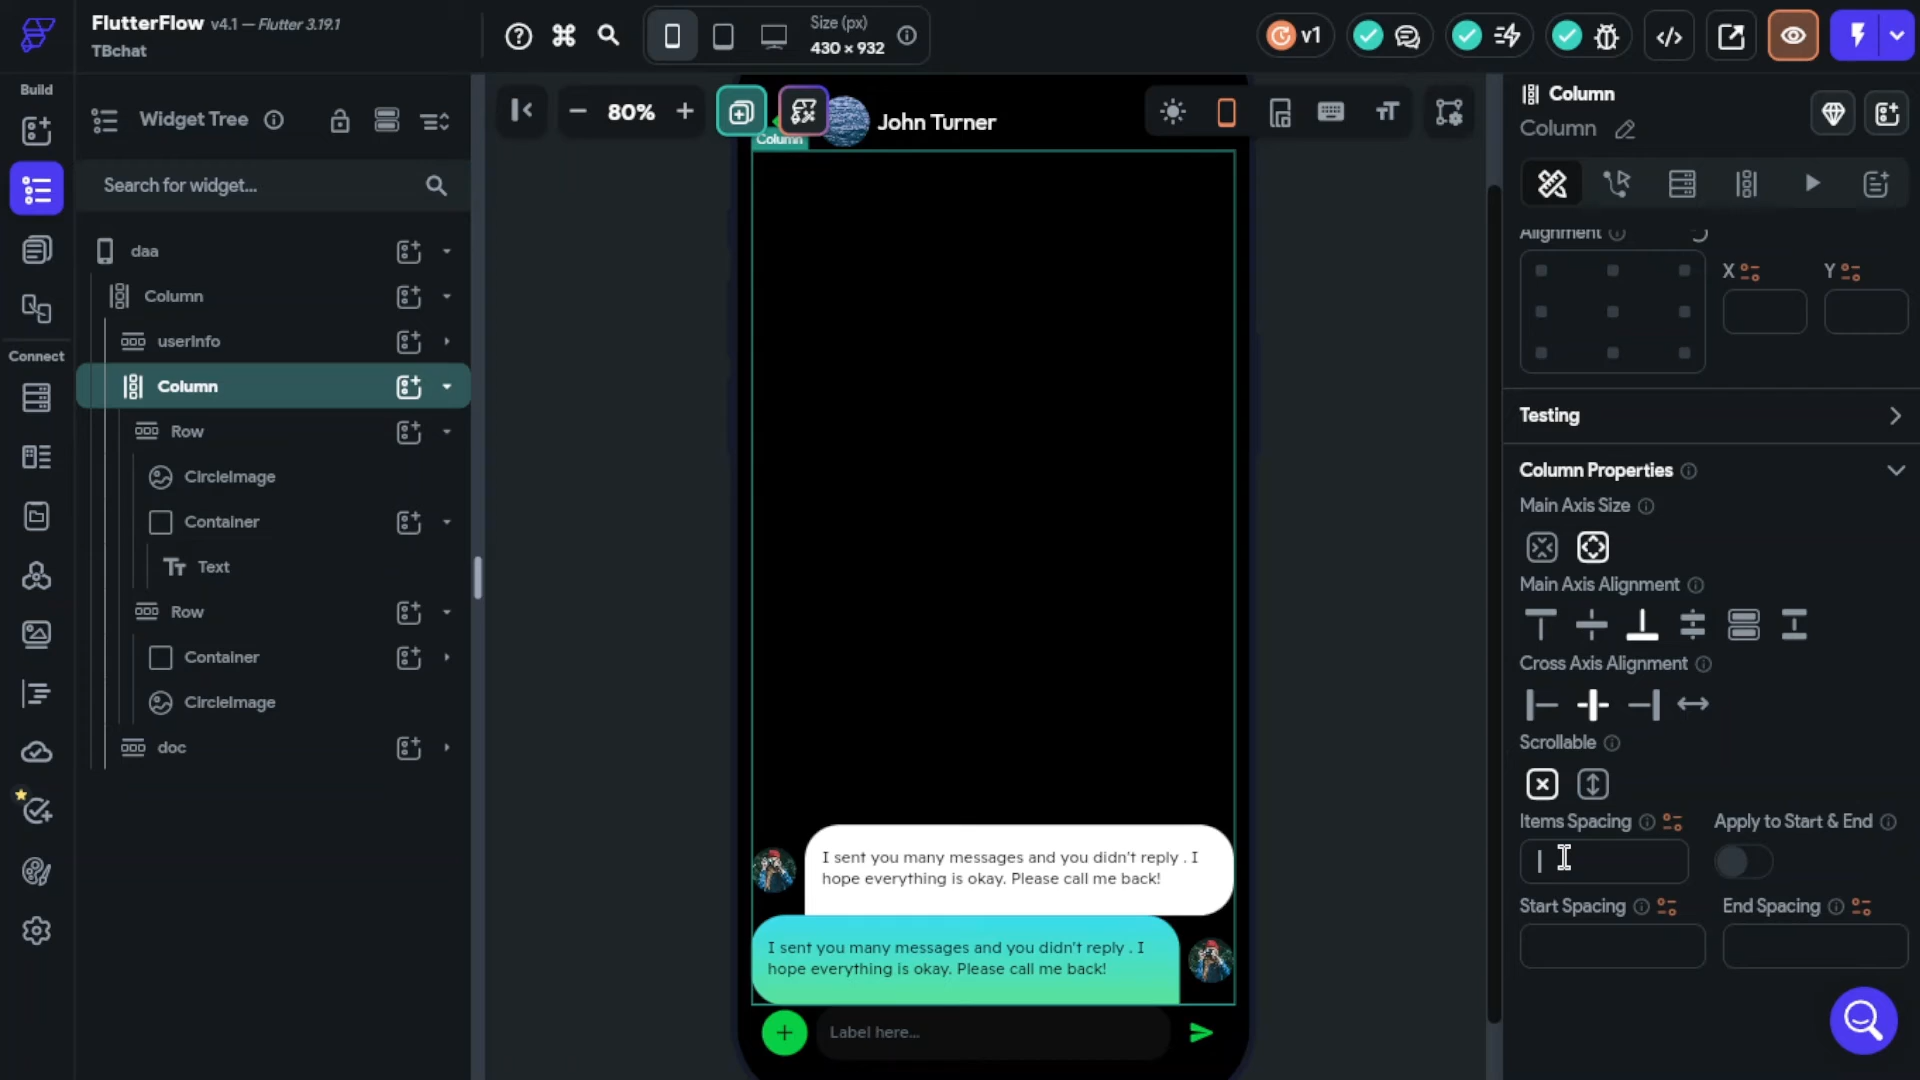 FlutterFlow v4.1 — Flutter 3.19.1
TBchat
Size (px)
430 × 932
v1
Build
Widget Tree
Search for widget...
daa
Column
userInfo
Column
Row
CircleImage
Container
Text
Row
Container
CircleImage
doc
Connect
80%
Column
John Turner
I sent you many messages and you didn't reply . I
hope everything is okay. Please call me back!
I sent you many messages and you didn't reply . I
hope everything is okay. Please call me back!
Label here...
Column
Column
Alignment
X
Y
Testing
Column Properties
Main Axis Size
Main Axis Alignment
Cross Axis Alignment
Scrollable
Items Spacing
Apply to Start & End
Start Spacing
End Spacing